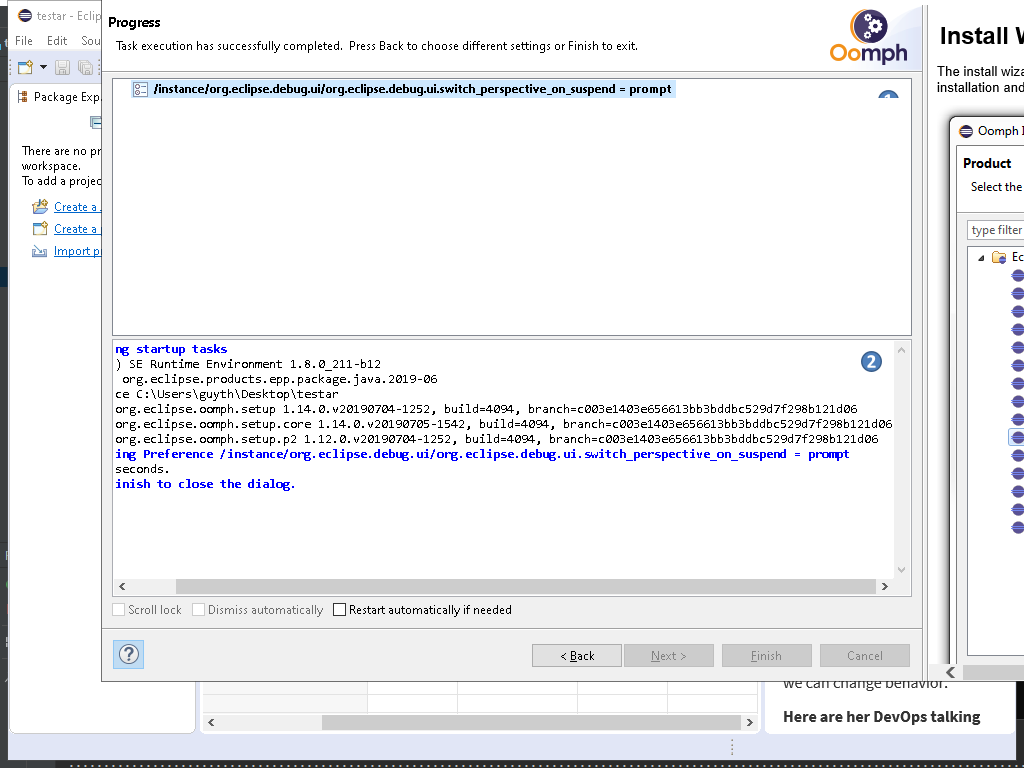 testar - Eclip
File Edit Sou
Package Exp
There are no pr
workspace.
To add a projec
Create a
Create a
Import p
Progress
Task execution has successfully completed. Press Back to choose different settings or Finish to exit.
Oomph
/instance/org.eclipse.debug.ui/org.eclipse.debug.ui.switch_perspective_on_suspend = prompt
ng startup tasks
) SE Runtime Environment 1.8.0_211-b12
org.eclipse.products.epp.package.java.2019-06
ce C:\Users\guyth\Desktop\testar
org.eclipse.oomph.setup 1.14.0.v20190704-1252, build=4094, branch=c003e1403e656613bb3bddbc529d7f298b121d06
org.eclipse.oomph.setup.core 1.14.0.v20190705-1542, build=4094, branch=c003e1403e656613bb3bddbc529d7f298b121d06
org.eclipse.oomph.setup.p2 1.12.0.v20190704-1252, build=4094, branch=c003e1403e656613bb3bddbc529d7f298b121d06
ing Preference /instance/org.eclipse.debug.ui/org.eclipse.debug.ui.switch_perspective_on_suspend = prompt
seconds.
inish to close the dialog.
2
Scroll lock Dismiss automatically Restart automatically if needed
? < Back Next > Finish Cancel
Install W
The install wiza
installation and
Oomph I
Product
Select the
type filter
Ec
we can change behavior.
Here are her DevOps talking